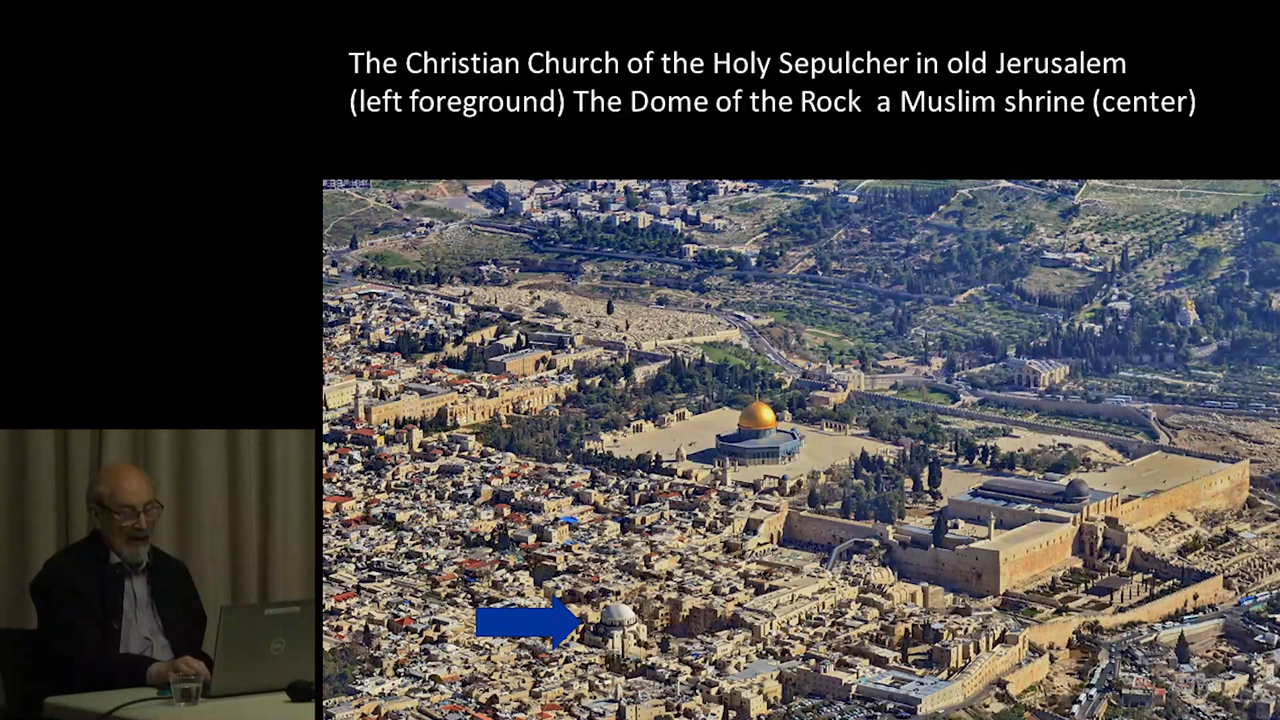 The Christian Church of the Holy Sepulcher in old Jerusalem
(left foreground) The Dome of the Rock  a Muslim shrine (center)
DELL